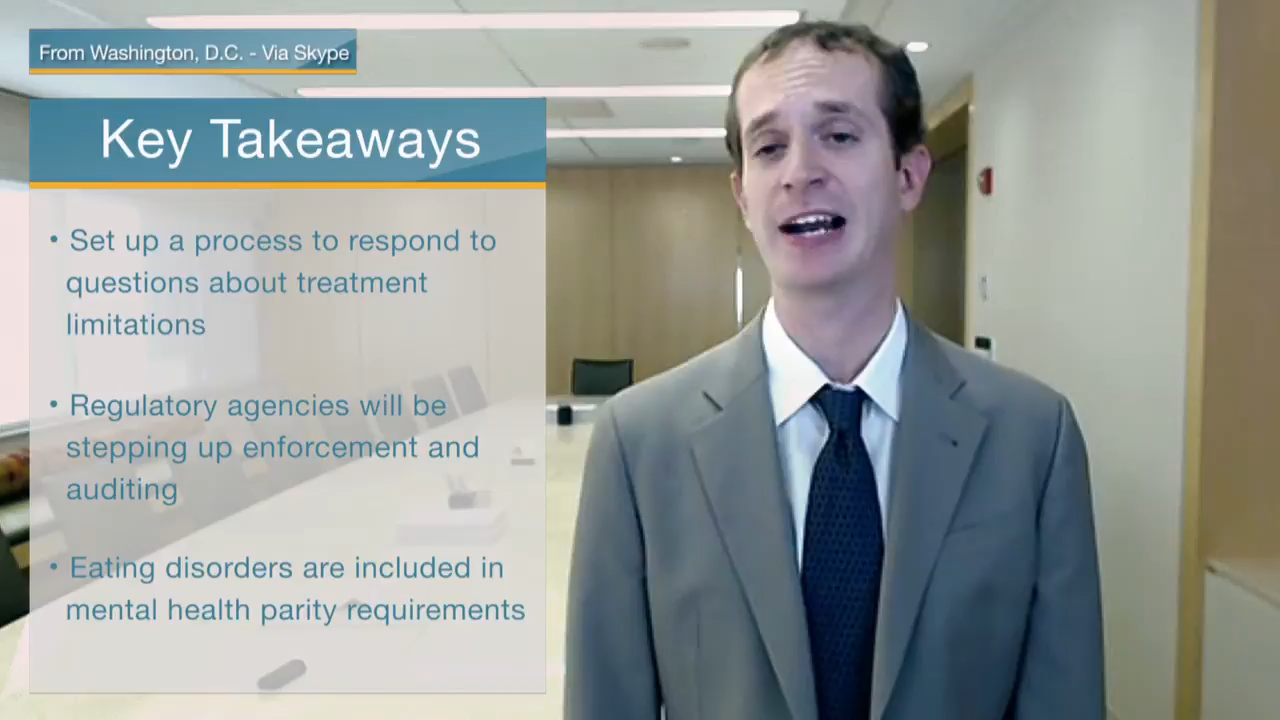 From Washington, D.C. - Via Skype
Key Takeaways
• Set up a process to respond to
questions about treatment
limitations
• Regulatory agencies will be
stepping up enforcement and
auditing
• Eating disorders are included in
mental health parity requirements